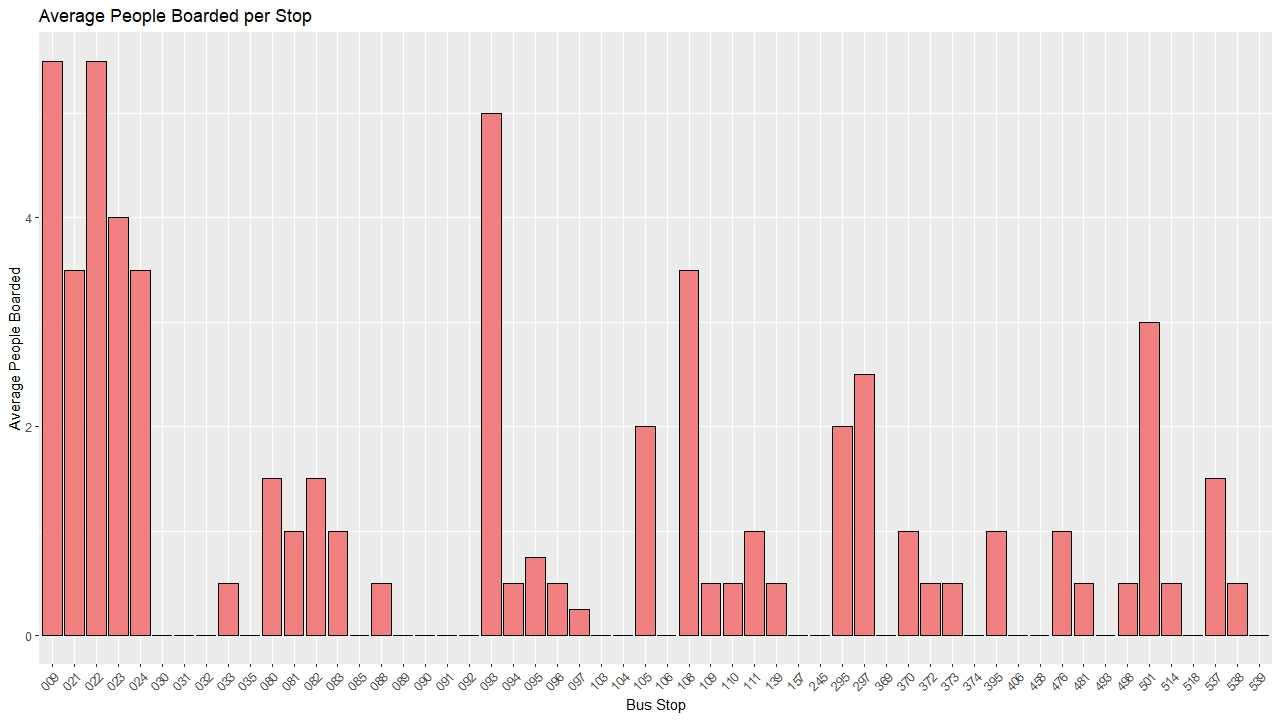 Average People Boarded per Stop
Average People Boarded
4
2
0
009 021 022 023 024 030 031 032 033 035 080 081 082 083 085 088 089 090 091 092 093 094 095 096 097 103 104 105 106 108 109 110 111 139 157 245 295 297 369 370 372 373 374 395 406 458 476 481 493 498 501 514 518 537 538 539
Bus Stop